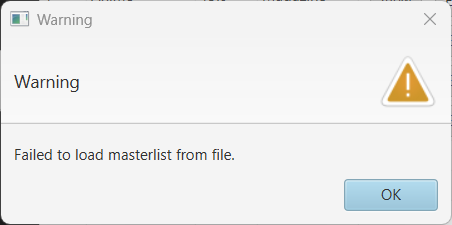 Warning
Warning
Failed to load masterlist from file.
OK